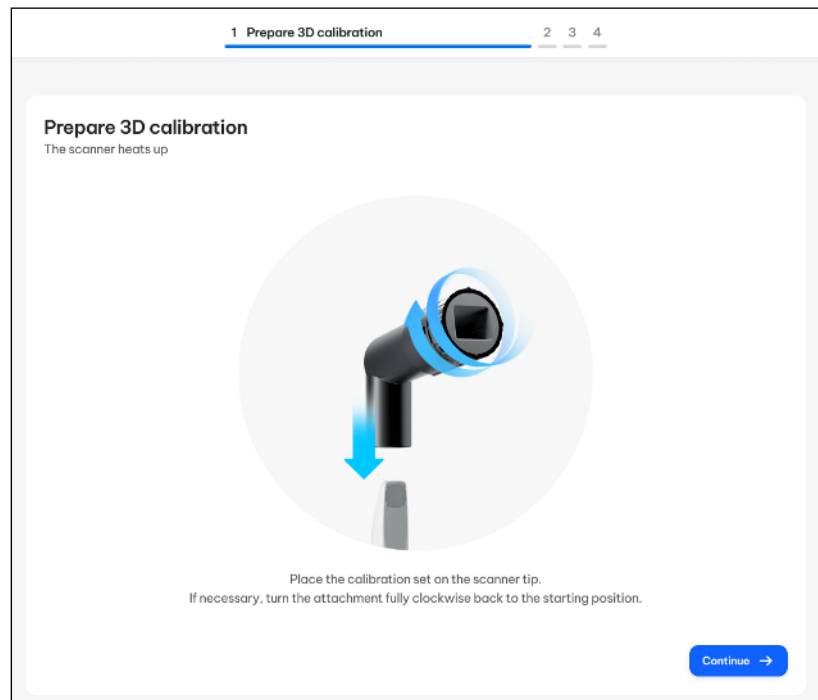 1 Prepare 3D calibration 2 3 4
Prepare 3D calibration
The scanner heats up
Place the calibration set on the scanner tip.
If necessary, turn the attachment fully clockwise back to the starting position.
Continue →